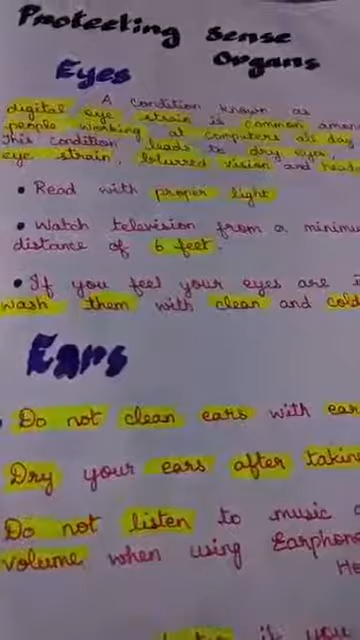 Protecting Sense
Organs
Eyes
A condition known as
digital eye strain is common among
people working at computers all day
This condition leads to dry eyes,
eye strain, blurred vision and
• Read with proper light
• Watch television from a
distance of 6 feet.
• If you feel your eyes are
wash them with clean and cold
Ears
Do not clean ears with
Dry your ears after
Do not listen to music
volume when using
if you